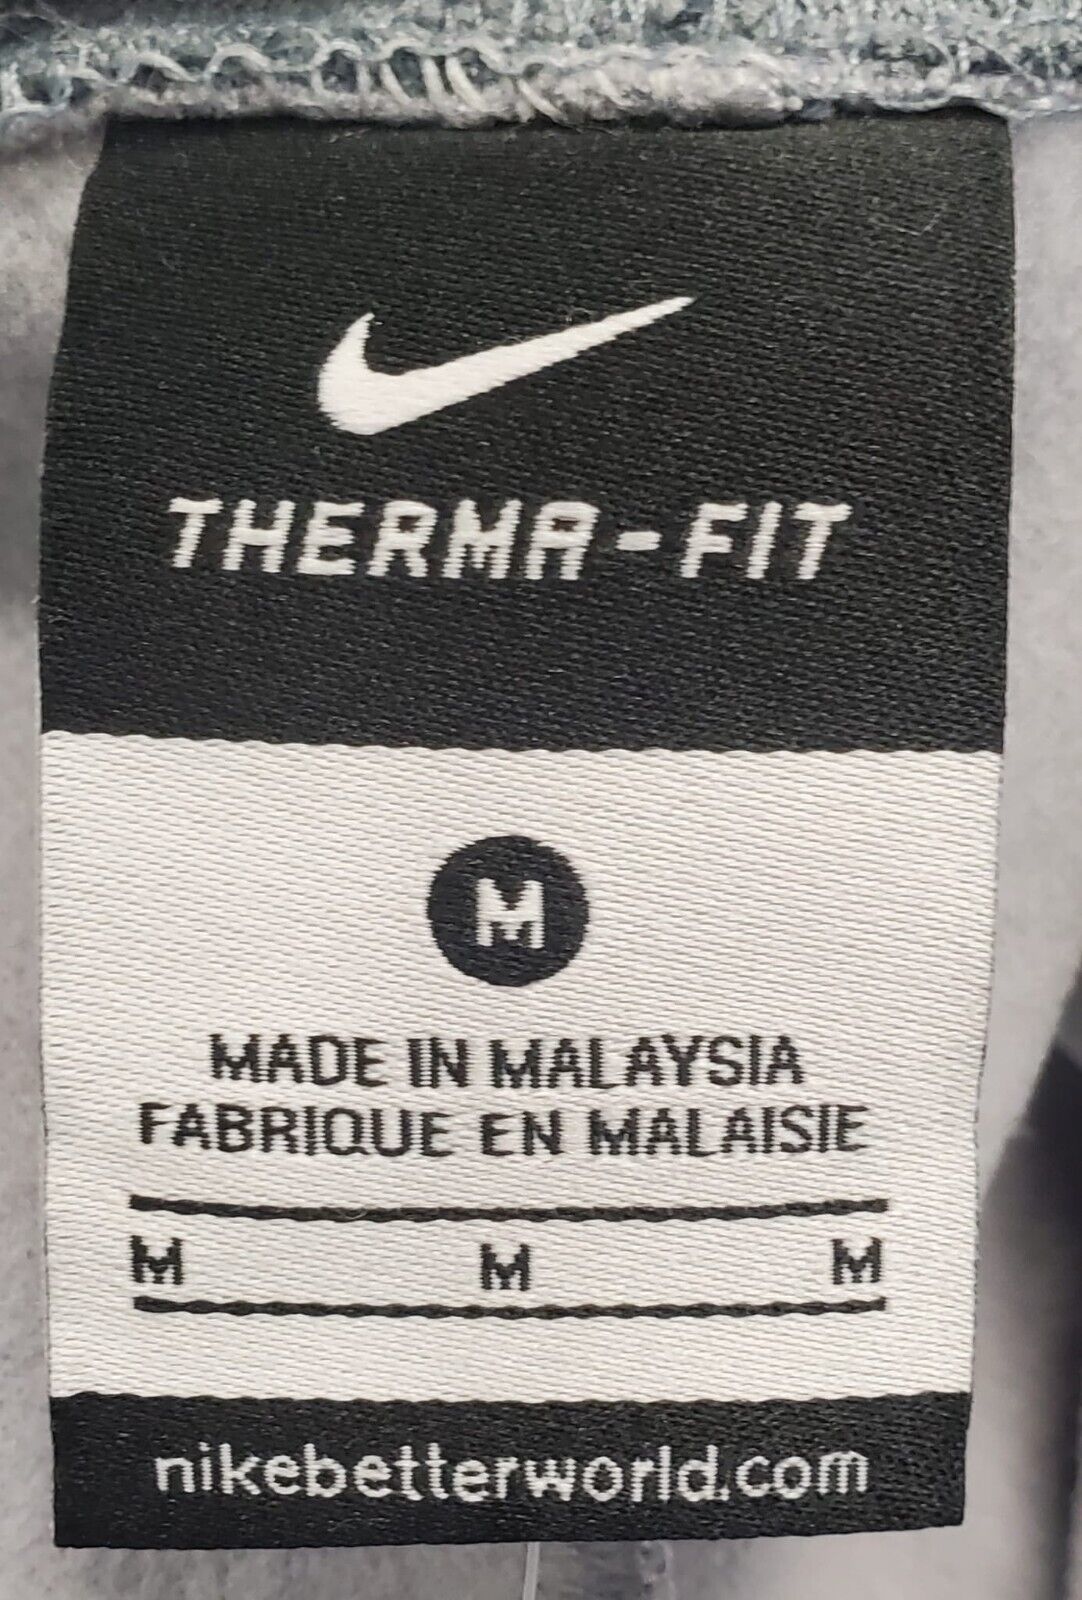 THERMA-FIT
M
MADE IN MALAYSIA
FABRIQUE EN MALAISIE
M M M
nikebetterworld.com